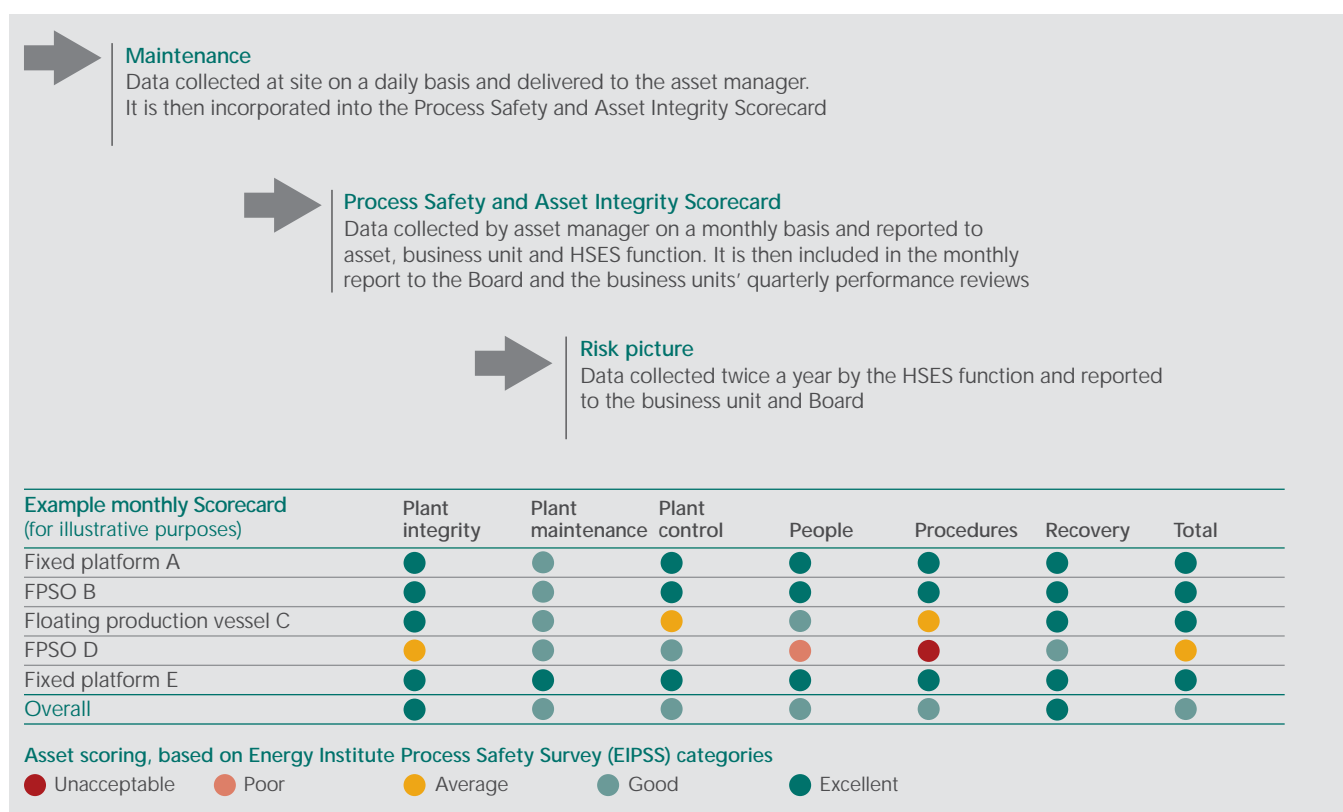 Maintenance
Data collected at site on a daily basis and delivered to the asset manager.
It is then incorporated into the Process Safety and Asset Integrity Scorecard
Process Safety and Asset Integrity Scorecard
Data collected by asset manager on a monthly basis and reported to
asset, business unit and HSES function. It is then included in the monthly
report to the Board and the business units' quarterly performance reviews
Risk picture
Data collected twice a year by the HSES function and reported
to the business unit and Board
Example monthly Scorecard
(for illustrative purposes)
Plant integrity
Plant maintenance
Plant control
People
Procedures
Recovery
Total
Fixed platform A
FPSO B
Floating production vessel C
FPSO D
Fixed platform E
Overall
Asset scoring, based on Energy Institute Process Safety Survey (EIPSS) categories
Unacceptable Poor Average Good Excellent